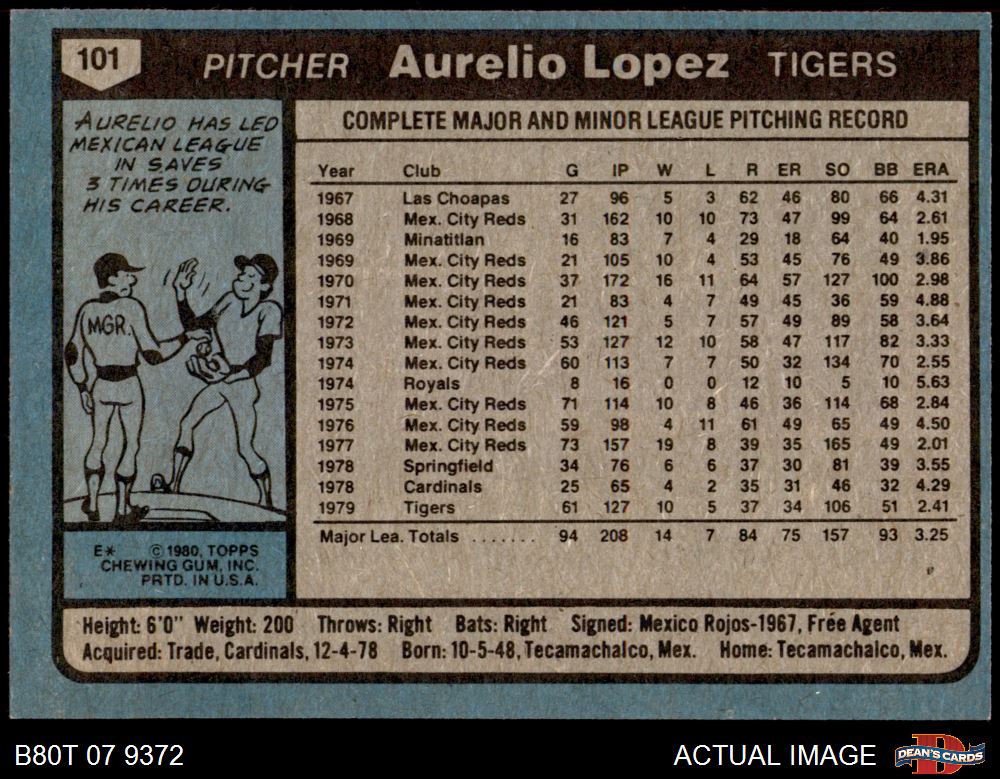 101 PITCHER Aurelio Lopez TIGERS
AURELIO HAS LED
MEXICAN LEAGUE
IN SAVES
3 TIMES DURING
HIS CAREER.
MGR.
E* © 1980, TOPPS
CHEWING GUM, INC.
PRTD. IN U.S.A.
COMPLETE MAJOR AND MINOR LEAGUE PITCHING RECORD
Year Club G IP W L R ER SO BB ERA
1967 Las Choapas 27 96 5 3 62 46 80 66 4.31
1968 Mex. City Reds 31 162 10 10 73 47 99 64 2.61
1969 Minatitlan 16 83 7 4 29 18 64 40 1.95
1969 Mex. City Reds 21 105 10 4 53 45 76 49 3.86
1970 Mex. City Reds 37 172 16 11 64 57 127 100 2.98
1971 Mex. City Reds 21 83 4 7 49 45 36 59 4.88
1972 Mex. City Reds 46 121 5 7 57 49 89 58 3.64
1973 Mex. City Reds 53 127 12 10 58 47 117 82 3.33
1974 Mex. City Reds 60 113 7 7 50 32 134 70 2.55
1974 Royals 8 16 0 0 12 10 5 10 5.63
1975 Mex. City Reds 71 114 10 8 46 36 114 68 2.84
1976 Mex. City Reds 59 98 4 11 61 49 65 49 4.50
1977 Mex. City Reds 73 157 19 8 39 35 165 49 2.01
1978 Springfield 34 76 6 6 37 30 81 39 3.55
1978 Cardinals 25 65 4 2 35 31 46 32 4.29
1979 Tigers 61 127 10 5 37 34 106 51 2.41
Major Lea. Totals ....... 94 208 14 7 84 75 157 93 3.25
Height: 6'0" Weight: 200 Throws: Right Bats: Right Signed: Mexico Rojos-1967, Free Agent
Acquired: Trade, Cardinals, 12-4-78 Born: 10-5-48, Tecamachalco, Mex. Home: Tecamachalco, Mex.
B80T 07 9372 ACTUAL IMAGE DEAN'S CARDS